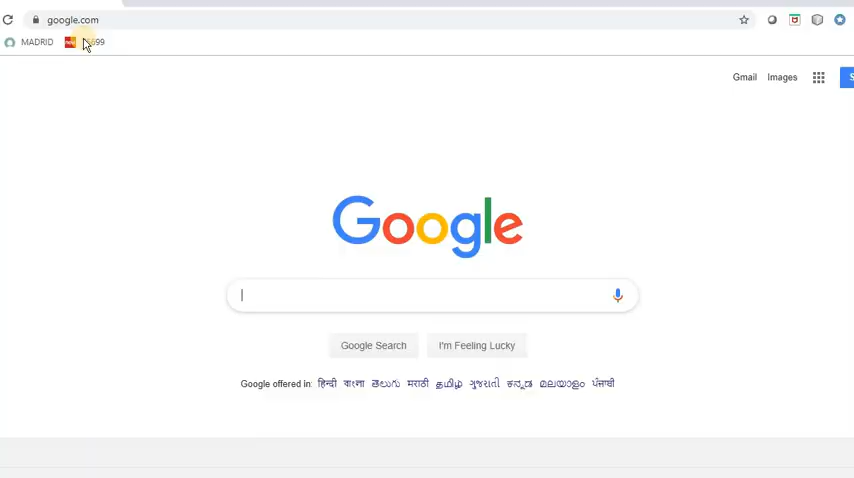 google.com
MADRID
Gmail Images
Google
Google Search I'm Feeling Lucky
Google offered in: हिन्दी বাংলা తెలుగు मराठी தமிழ் ગુજરાતી ಕನ್ನಡ മലയാളം ਪੰਜਾਬੀ